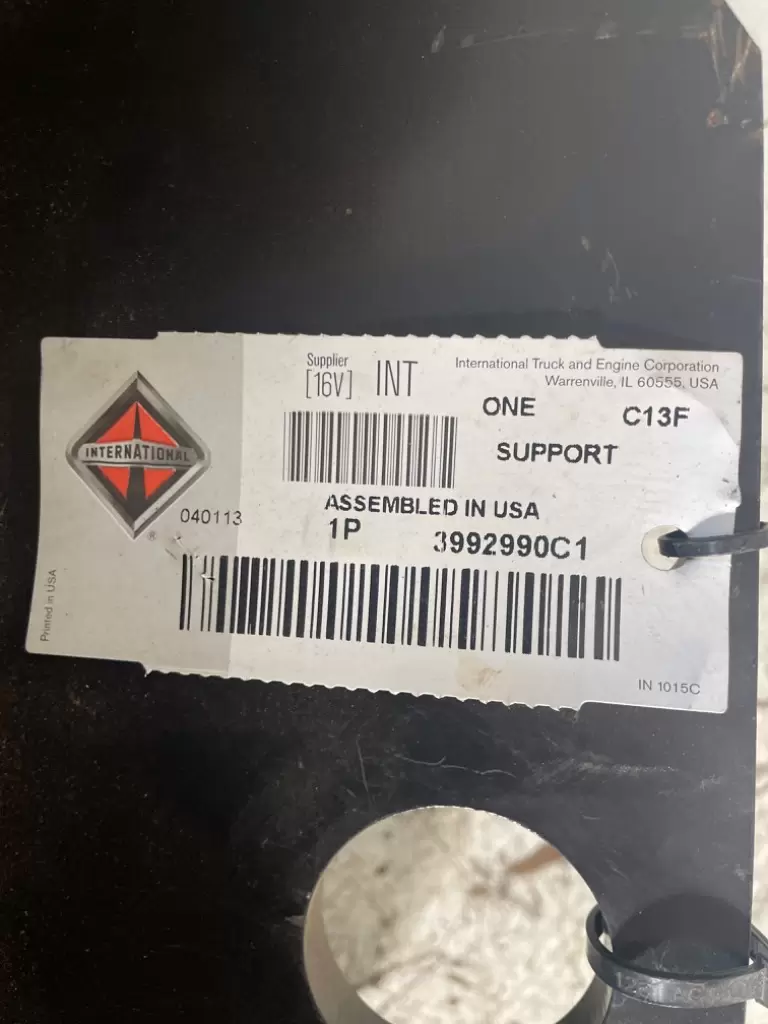 Supplier
[16V] INT
International Truck and Engine Corporation
Warrenville, IL 60555, USA
ONE C13F
SUPPORT
INTERNATIONAL
®
040113
ASSEMBLED IN USA
1P 3992990C1
Printed in USA
IN 1015C